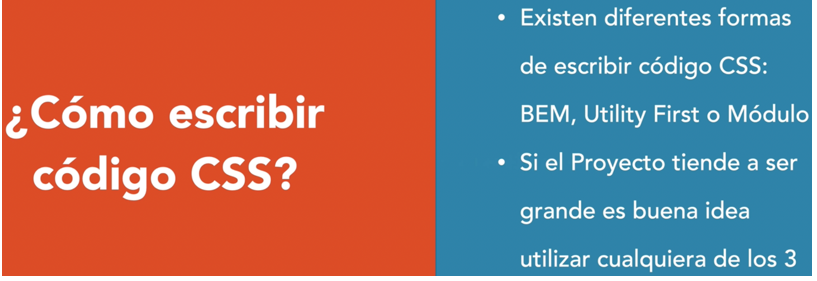 ¿Cómo escribir
código CSS?
• Existen diferentes formas
de escribir código CSS:
BEM, Utility First o Módulo
• Si el Proyecto tiende a ser
grande es buena idea
utilizar cualquiera de los 3